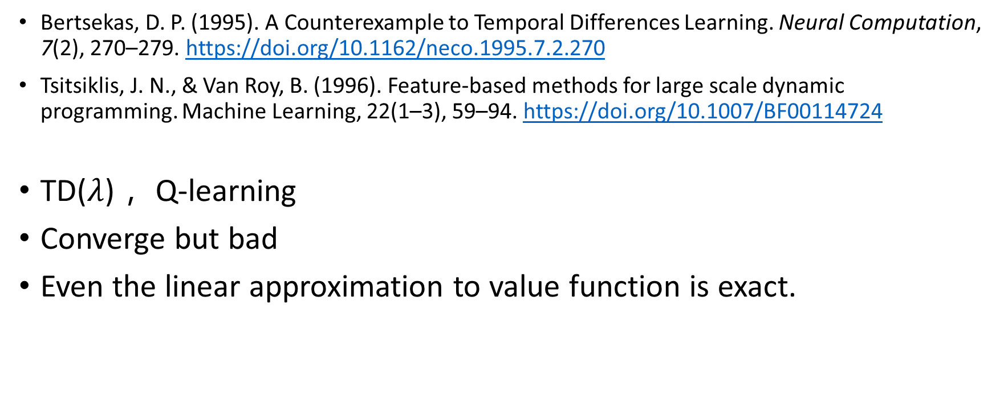 • Bertsekas, D. P. (1995). A Counterexample to Temporal Differences Learning. Neural Computation,
7(2), 270–279. https://doi.org/10.1162/neco.1995.7.2.270
• Tsitsiklis, J. N., & Van Roy, B. (1996). Feature-based methods for large scale dynamic
programming. Machine Learning, 22(1–3), 59–94. https://doi.org/10.1007/BF00114724
• TD(𝜆) ,  Q-learning
• Converge but bad
• Even the linear approximation to value function is exact.